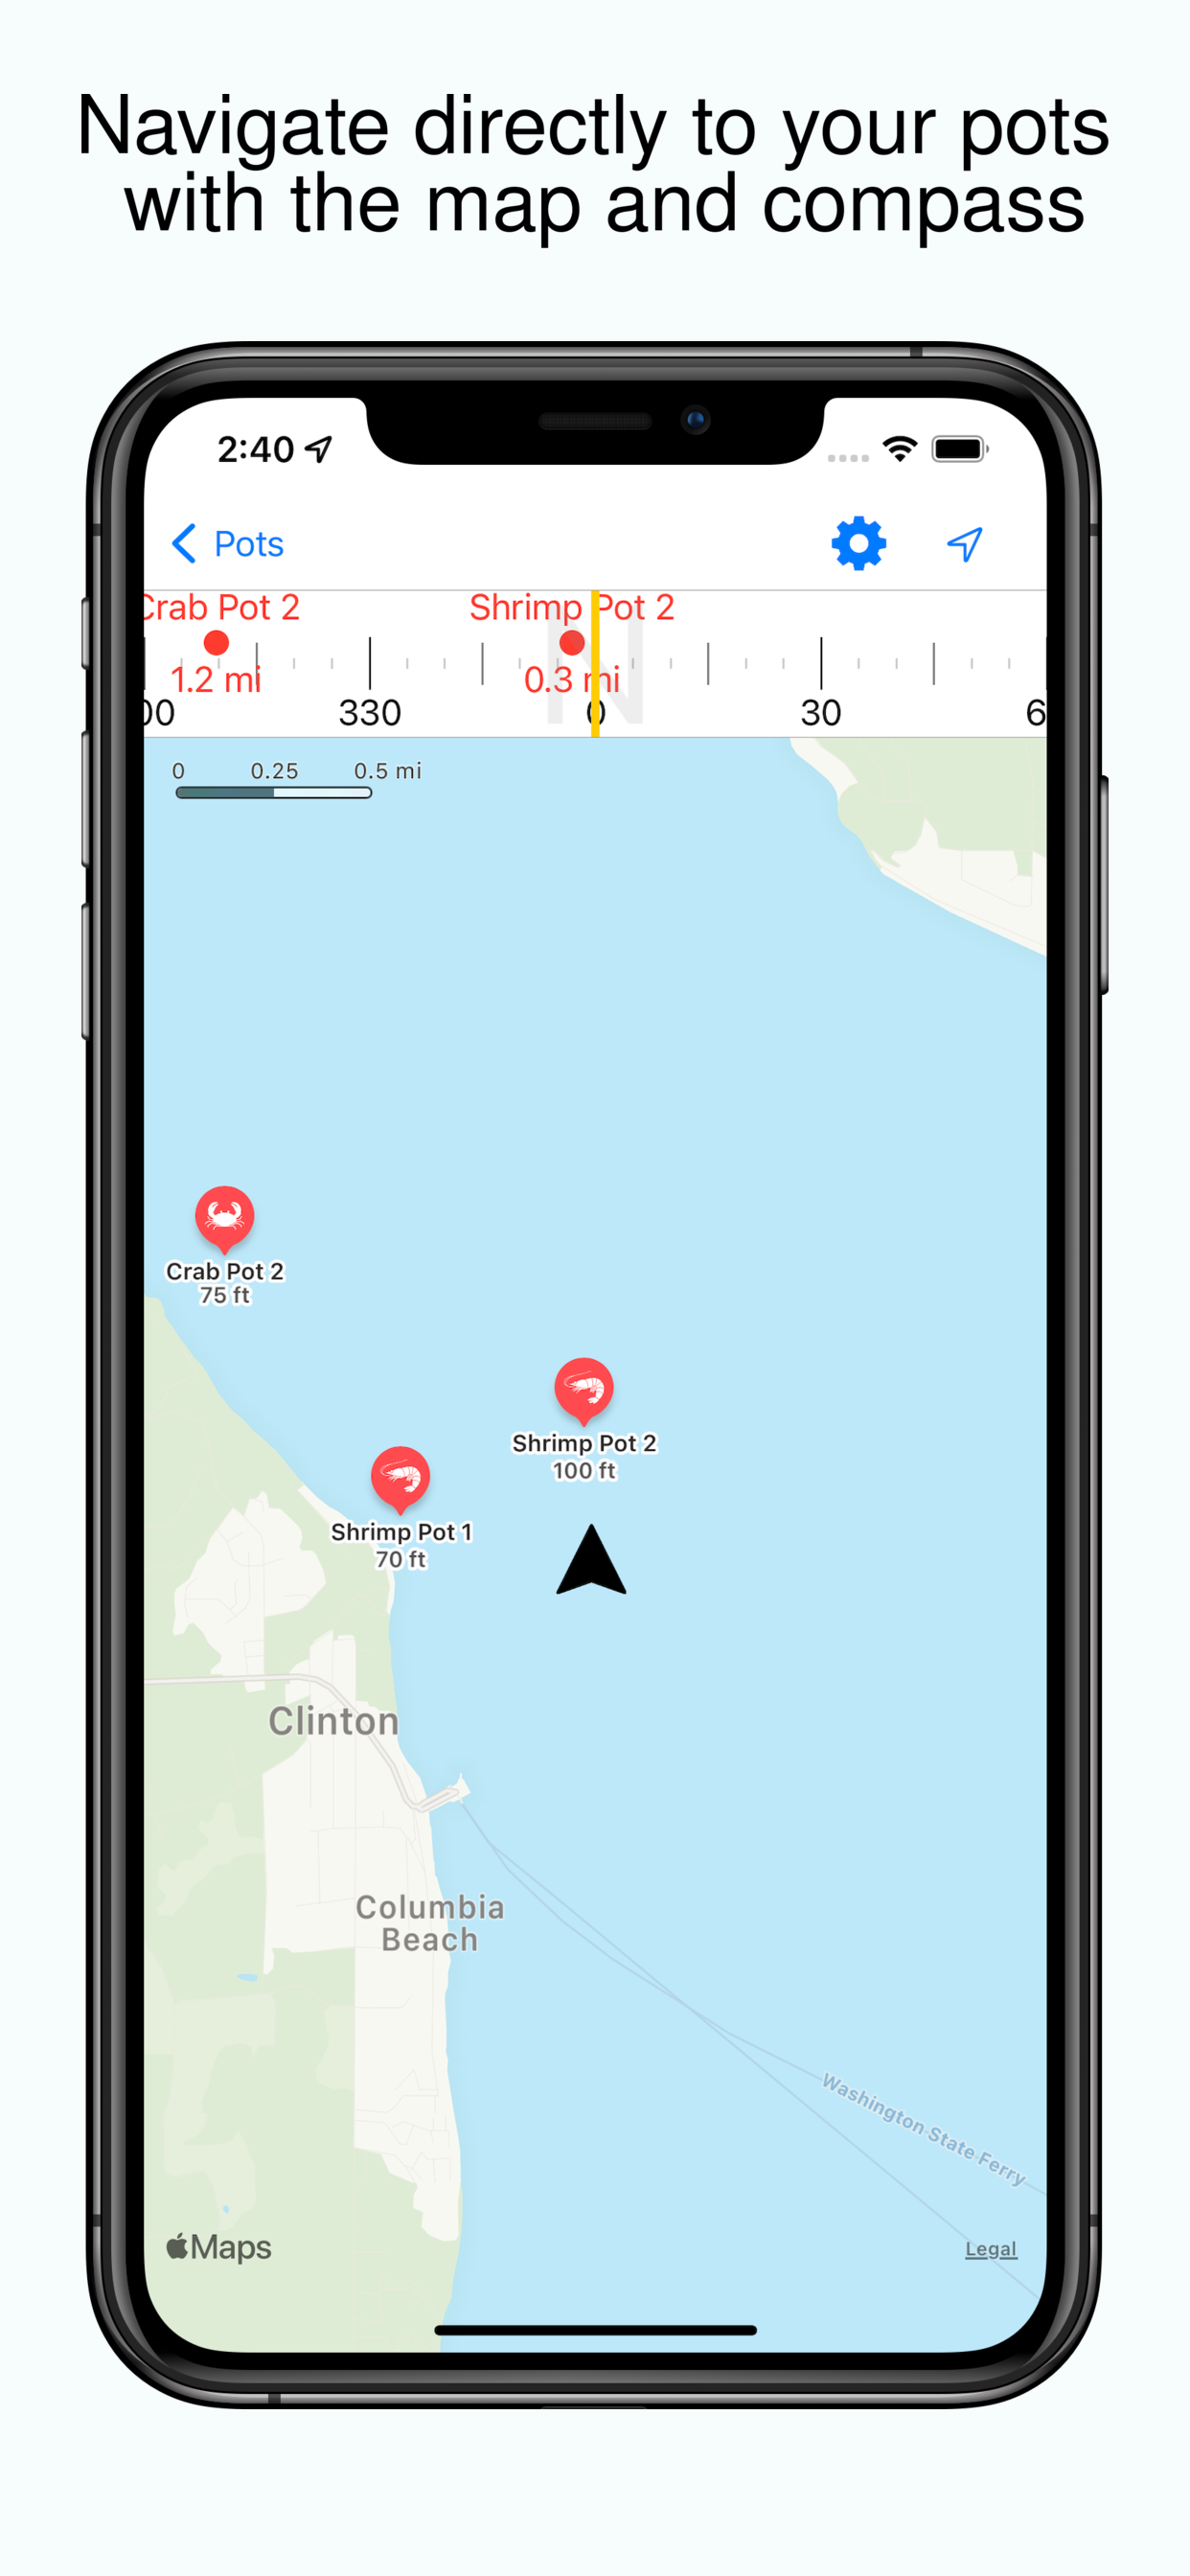 Navigate directly to your pots
with the map and compass
2:40
Pots
Crab Pot 2
Shrimp Pot 2
1.2 mi
0.3 mi
00
330
0
30
6
N
0
0.25
0.5 mi
Crab Pot 2
75 ft
Shrimp Pot 2
100 ft
Shrimp Pot 1
70 ft
Clinton
Columbia
Beach
Washington State Ferry
Maps
Legal